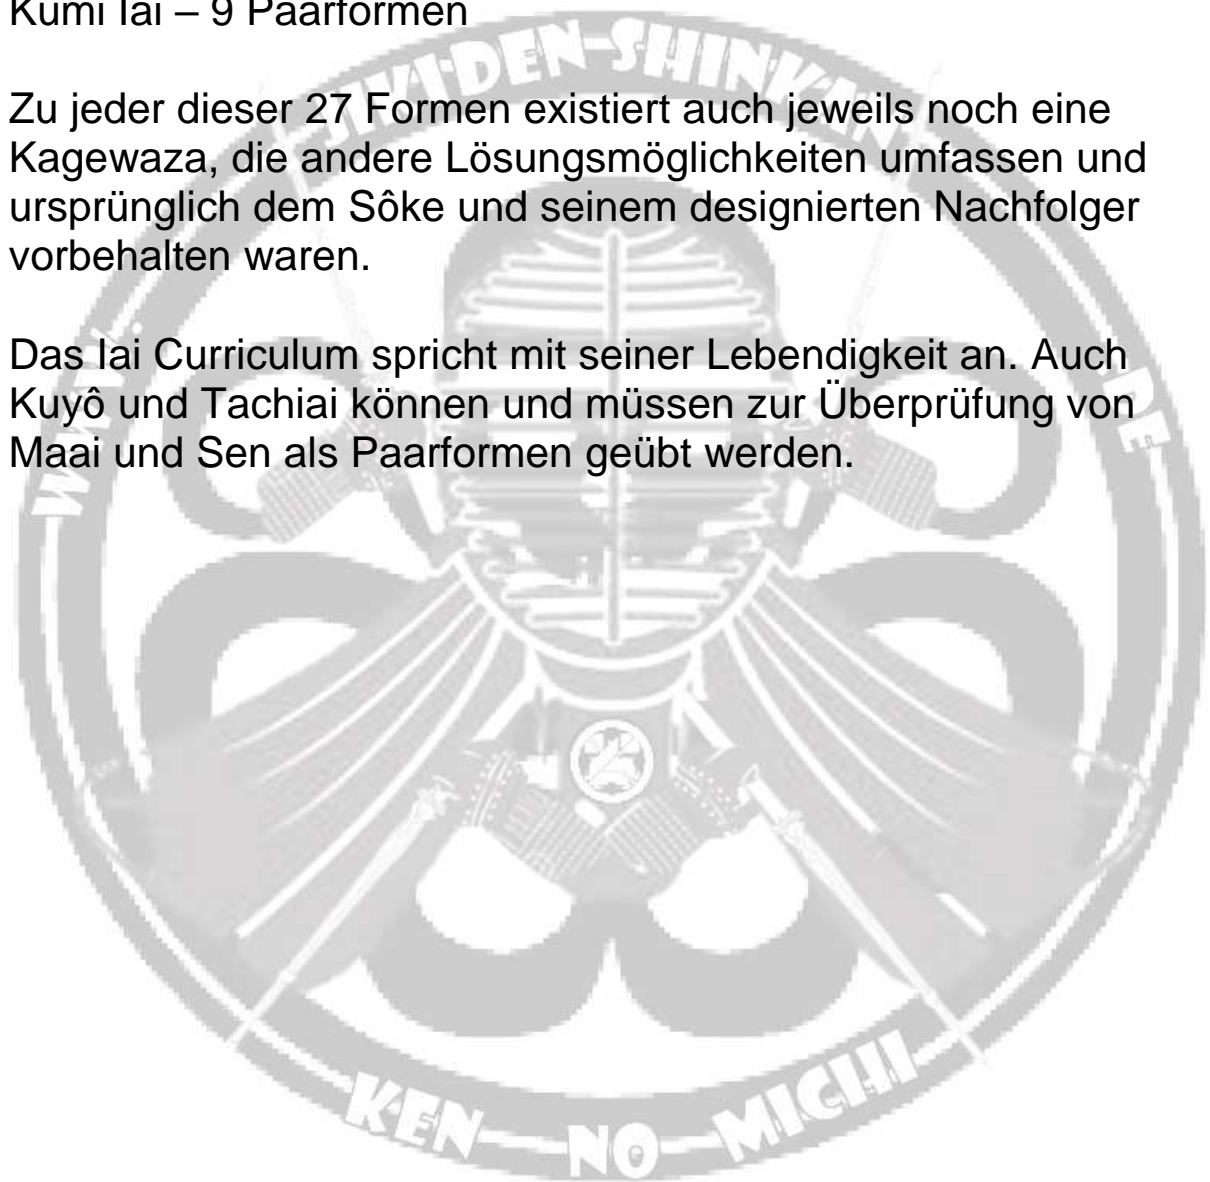 Kumi Iai – 9 Paarformen
Zu jeder dieser 27 Formen existiert auch jeweils noch eine
Kagewaza, die andere Lösungsmöglichkeiten umfassen und
ursprünglich dem Sôke und seinem designierten Nachfolger
vorbehalten waren.
Das Iai Curriculum spricht mit seiner Lebendigkeit an. Auch
Kuyô und Tachiai können und müssen zur Überprüfung von
Maai und Sen als Paarformen geübt werden.
KEN NO MICHI